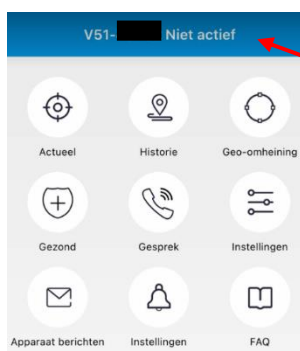 V51- Niet actief
Actueel Historie Geo-omheining
Gezond Gesprek Instellingen
Apparaat berichten Instellingen FAQ